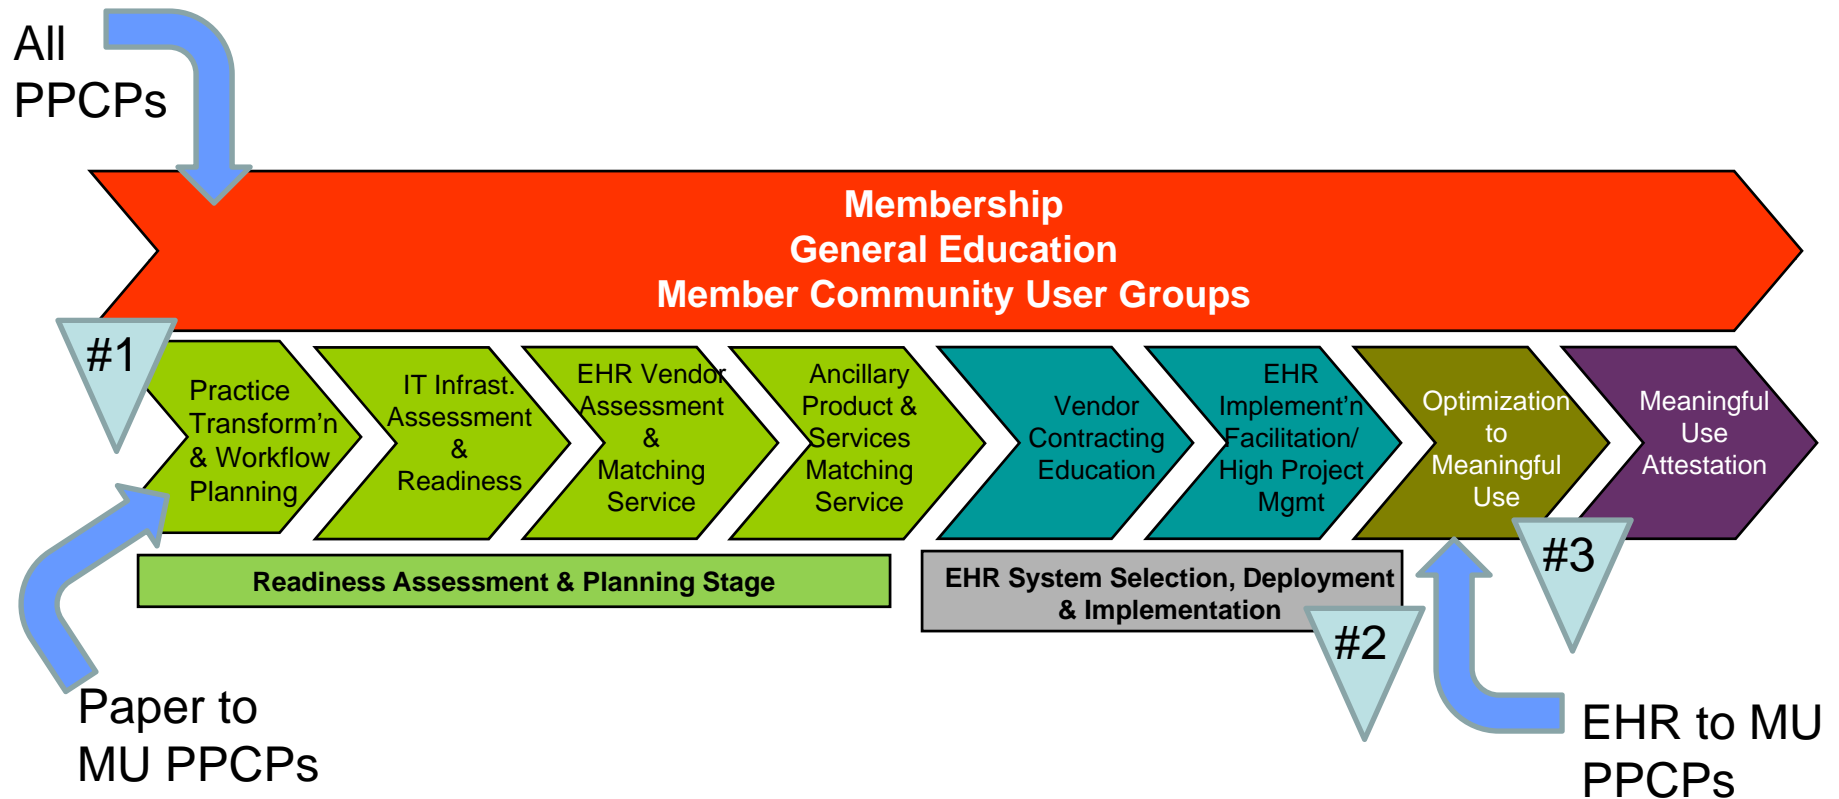 All
PPCPs
Membership
General Education
Member Community User Groups
#1
Practice
Transform'n
& Workflow
Planning
IT Infrast.
Assessment
&
Readiness
EHR Vendor
Assessment
&
Matching
Service
Ancillary
Product &
Services
Matching
Service
Vendor
Contracting
Education
EHR
Implement'n
Facilitation/
High Project
Mgmt
Optimization
to
Meaningful
Use
Meaningful
Use
Attestation
Readiness Assessment & Planning Stage
EHR System Selection, Deployment
& Implementation
#2
#3
Paper to
MU PPCPs
EHR to MU
PPCPs